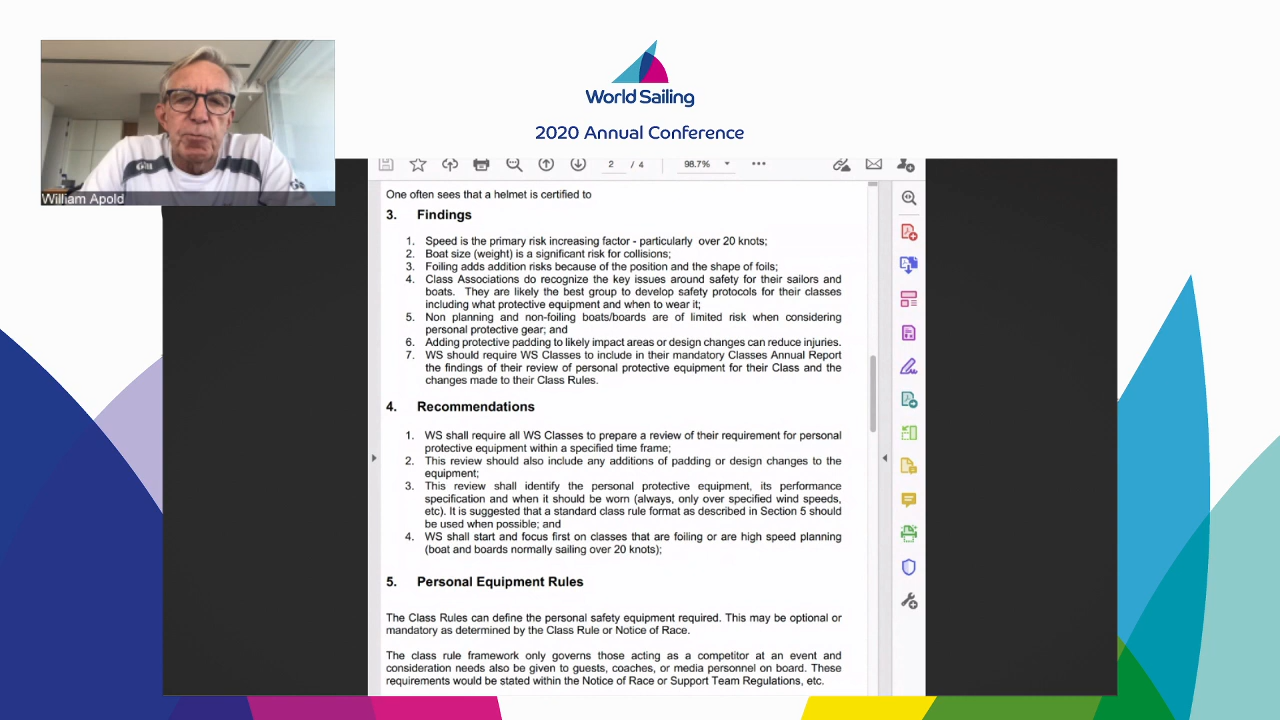 World Sailing
2020 Annual Conference
Gill
William Apold
2 / 4
98.7%
One often sees that a helmet is certified to
3. Findings
1. Speed is the primary risk increasing factor - particularly over 20 knots;
2. Boat size (weight) is a significant risk for collisions;
3. Foiling adds addition risks because of the position and the shape of foils;
4. Class Associations do recognize the key issues around safety for their sailors and
boats. They are likely the best group to develop safety protocols for their classes
including what protective equipment and when to wear it;
5. Non planning and non-foiling boats/boards are of limited risk when considering
personal protective gear; and
6. Adding protective padding to likely impact areas or design changes can reduce injuries.
7. WS should require WS Classes to include in their mandatory Classes Annual Report
the findings of their review of personal protective equipment for their Class and the
changes made to their Class Rules.
4. Recommendations
1. WS shall require all WS Classes to prepare a review of their requirement for personal
protective equipment within a specified time frame;
2. This review should also include any additions of padding or design changes to the
equipment;
3. This review shall identify the personal protective equipment, its performance
specification and when it should be worn (always, only over specified wind speeds,
etc). It is suggested that a standard class rule format as described in Section 5 should
be used when possible; and
4. WS shall start and focus first on classes that are foiling or are high speed planning
(boat and boards normally sailing over 20 knots);
5. Personal Equipment Rules
The Class Rules can define the personal safety equipment required. This may be optional or
mandatory as determined by the Class Rule or Notice of Race.
The class rule framework only governs those acting as a competitor at an event and
consideration needs also be given to guests, coaches, or media personnel on board. These
requirements would be stated within the Notice of Race or Support Team Regulations, etc.